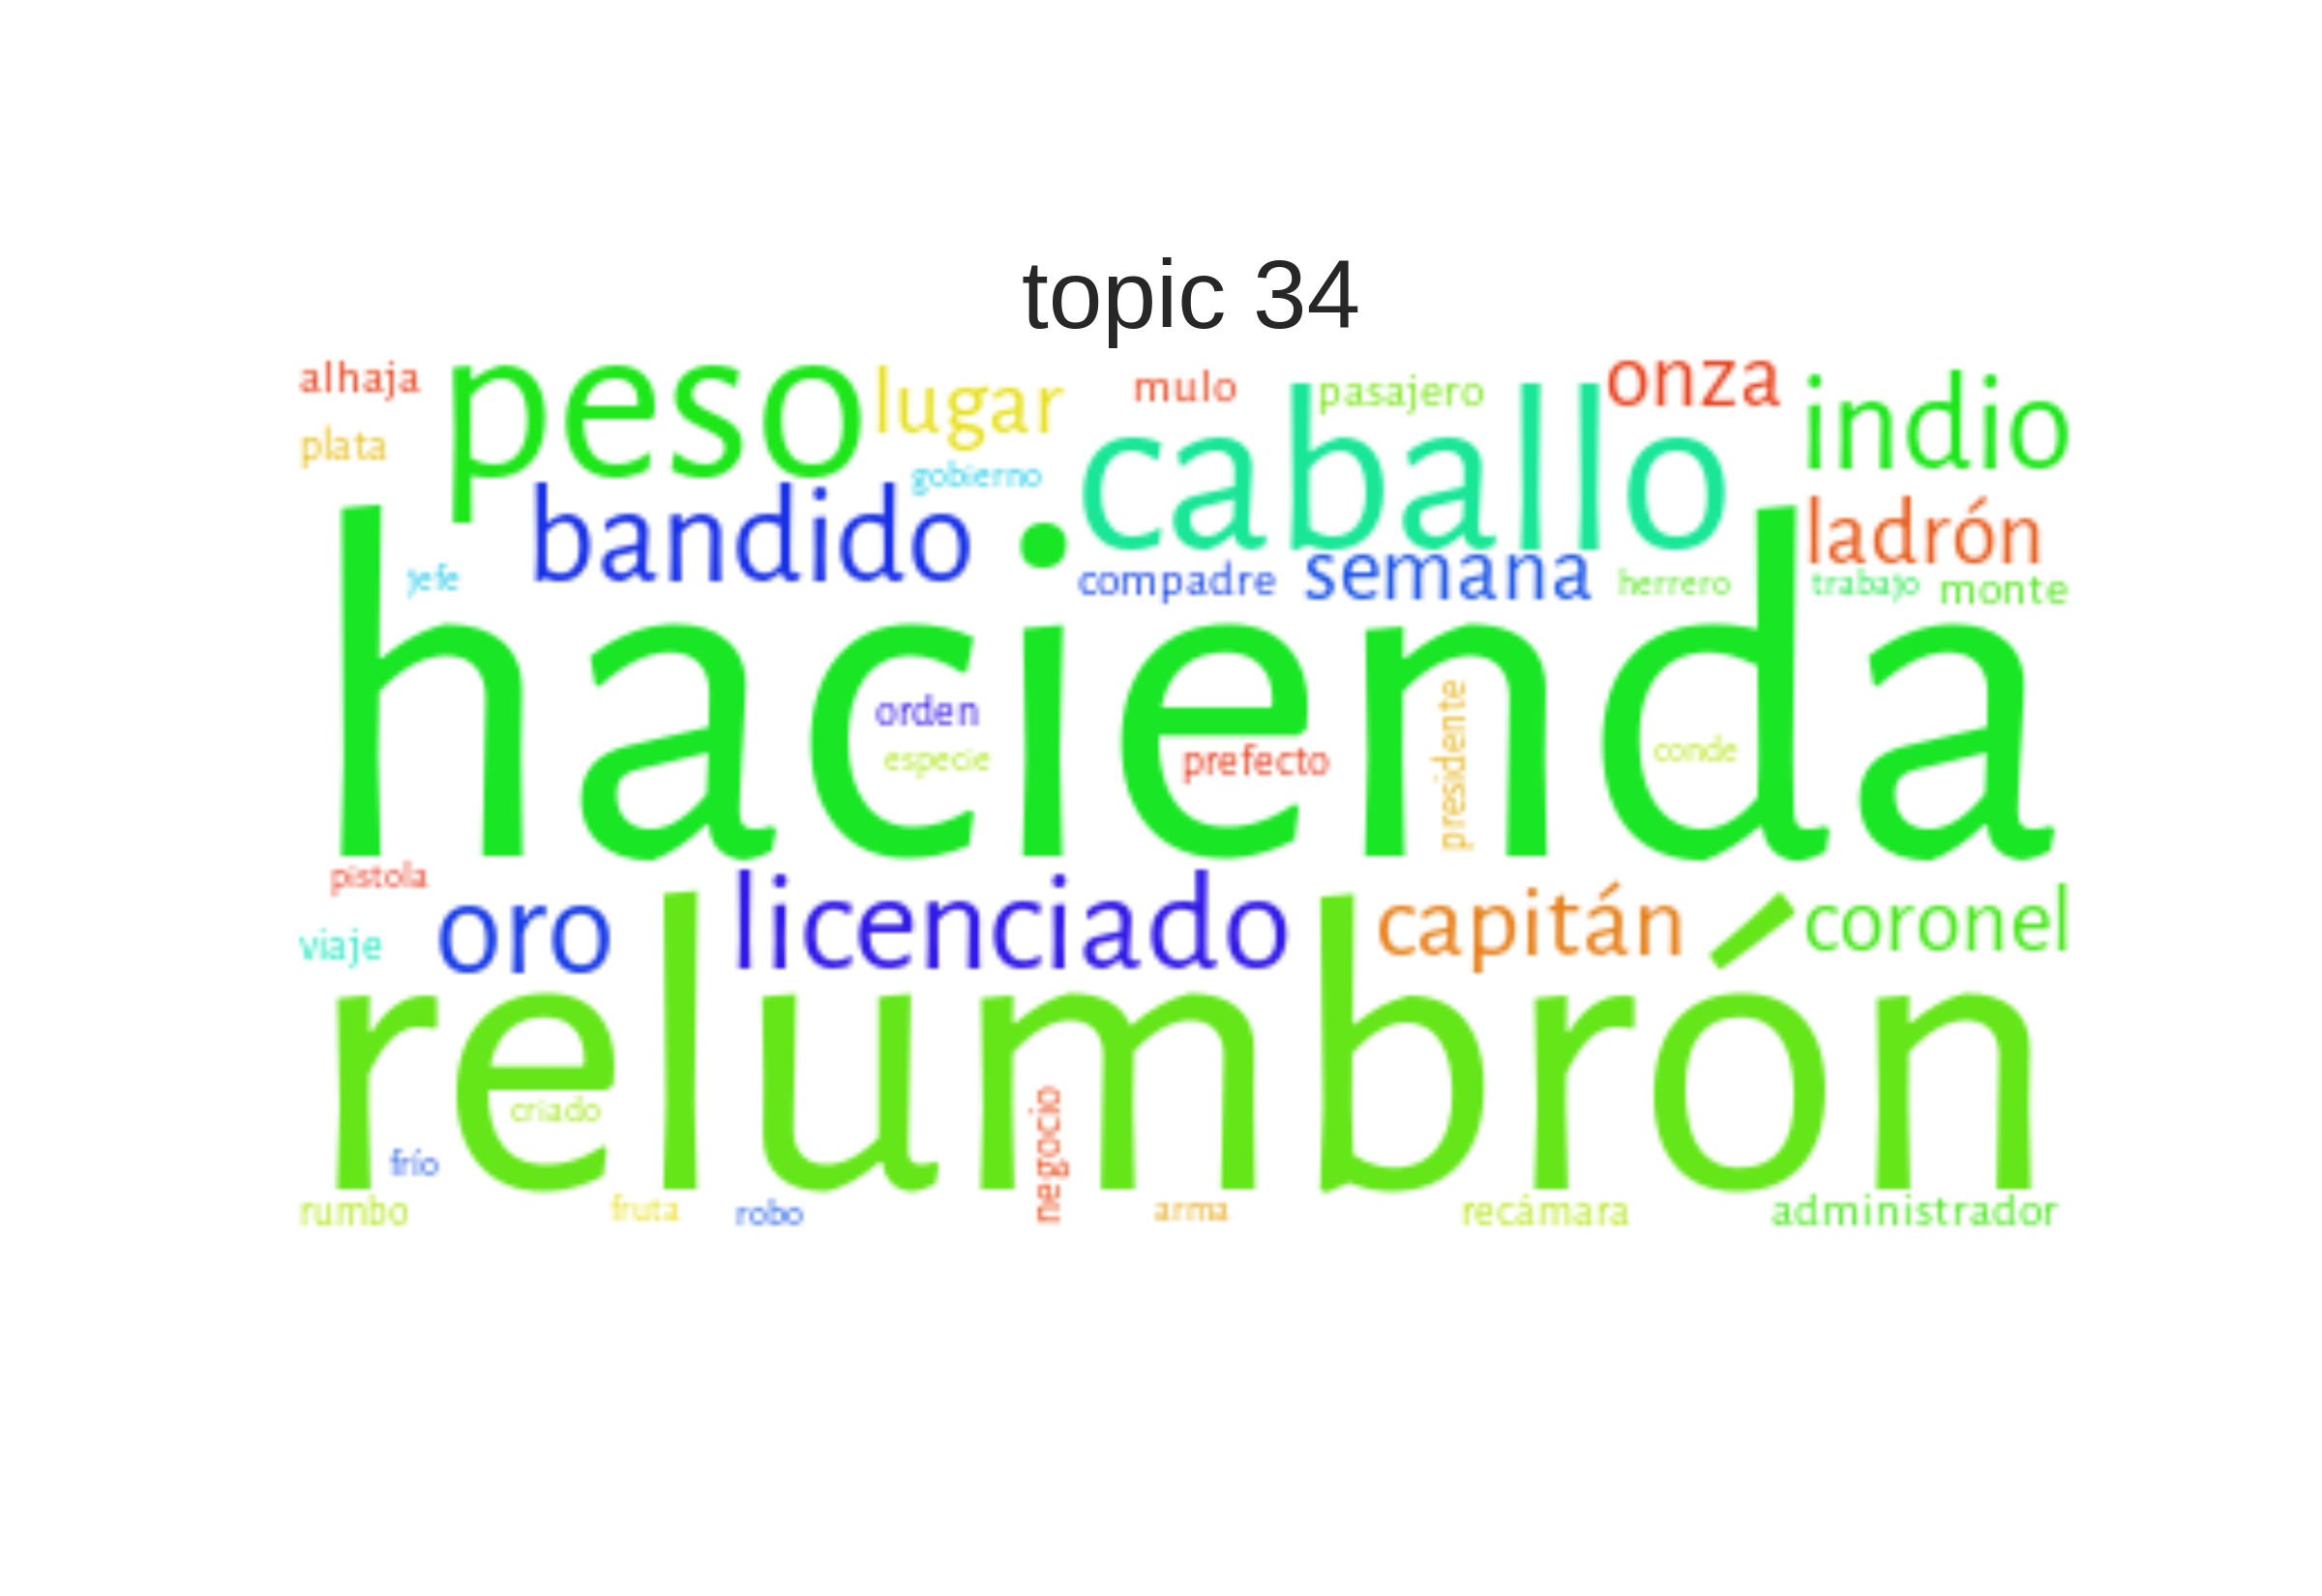 topic 34
alhaja peso lugar mulo pasajero onza indio
plata gobierno caballo
bandido ladrón
jefe compadre semana herrero trabajo monte
hacienda
orden
especie prefecto presidente conde
pistola
viaje oro licenciado capitán coronel
relumbrón
criado negocio
frío
rumbo fruta robo arma recámara administrador